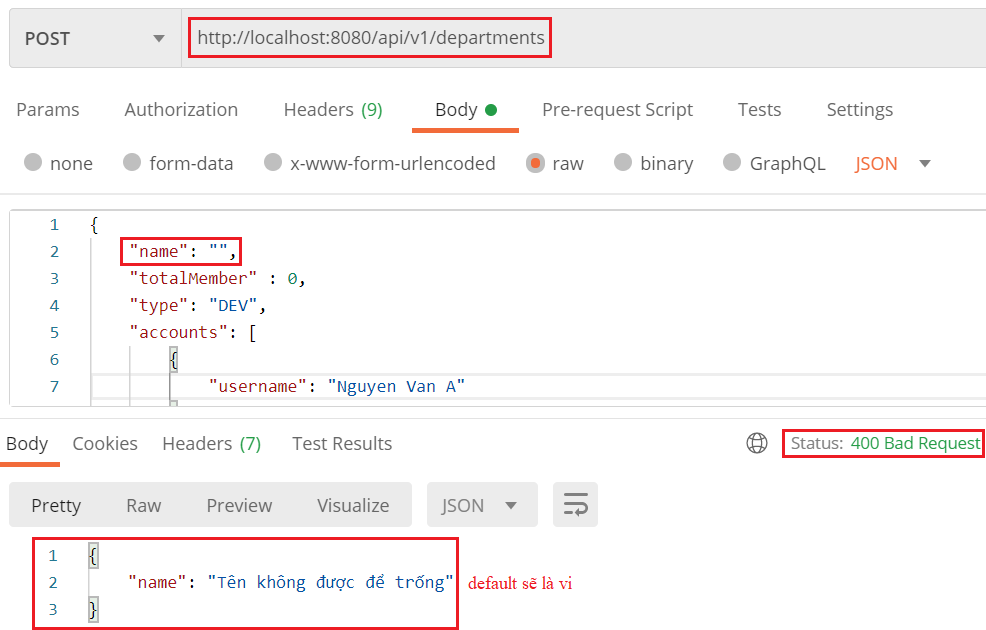 POST http://localhost:8080/api/v1/departments
Params Authorization Headers (9) Body Pre-request Script Tests Settings
none form-data x-www-form-urlencoded raw binary GraphQL JSON
1 {
2 "name": "",
3 "totalMember" : 0,
4 "type": "DEV",
5 "accounts": [
6 {
7 "username": "Nguyen Van A"
Body Cookies Headers (7) Test Results Status: 400 Bad Request
Pretty Raw Preview Visualize JSON
1 {
2 "name": "Tên không được để trống" default sẽ là vi
3 }